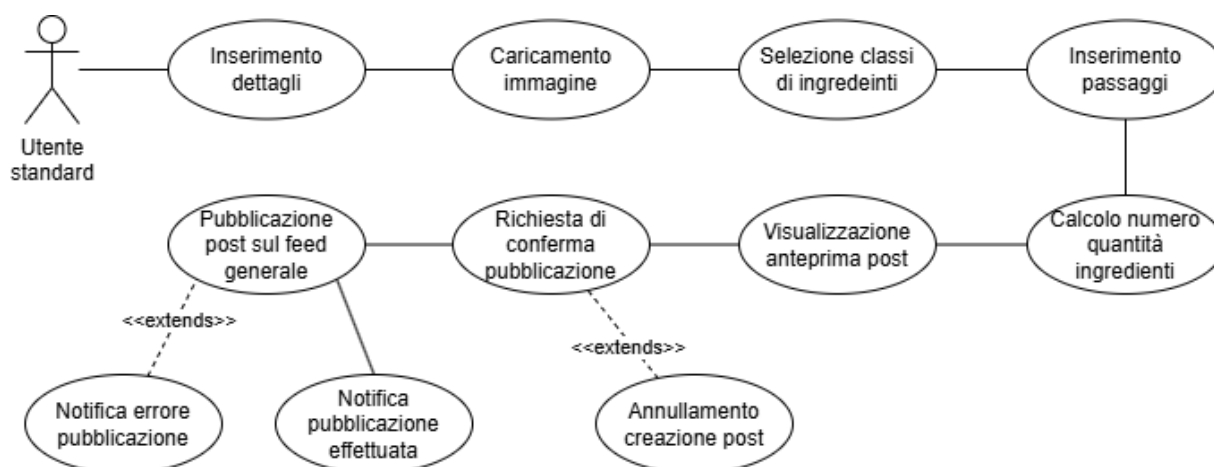 Inserimento
dettagli
Caricamento
immagine
Selezione classi
di ingredeinti
Inserimento
passaggi
Utente
standard
Pubblicazione
post sul feed
generale
Richiesta di
conferma
pubblicazione
Visualizzazione
anteprima post
Calcolo numero
quantità
ingredienti
<<extends>>
<<extends>>
Notifica errore
pubblicazione
Notifica
pubblicazione
effettuata
Annullamento
creazione post